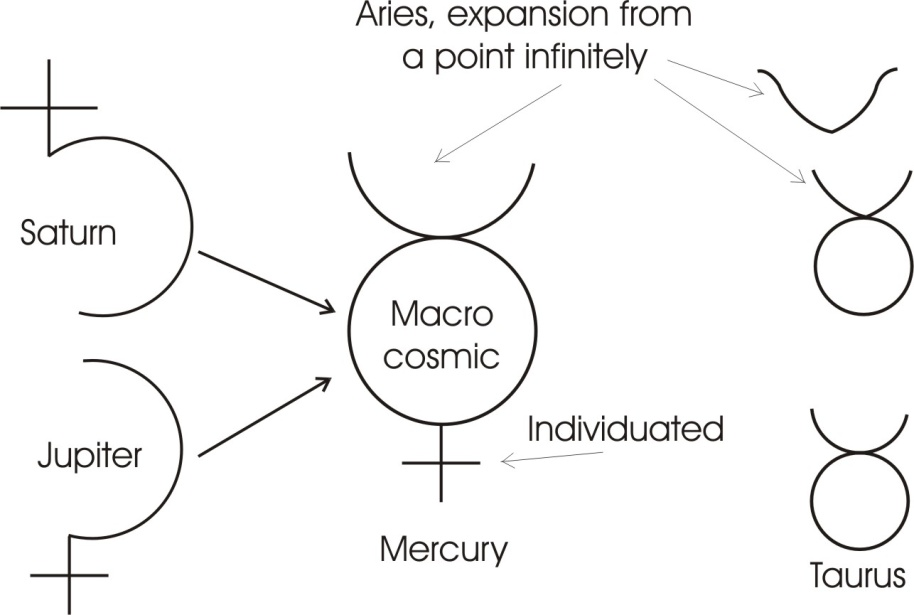 Aries, expansion from
a point infinitely
Saturn
Macro
cosmic
Jupiter
Individuated
Mercury
Taurus